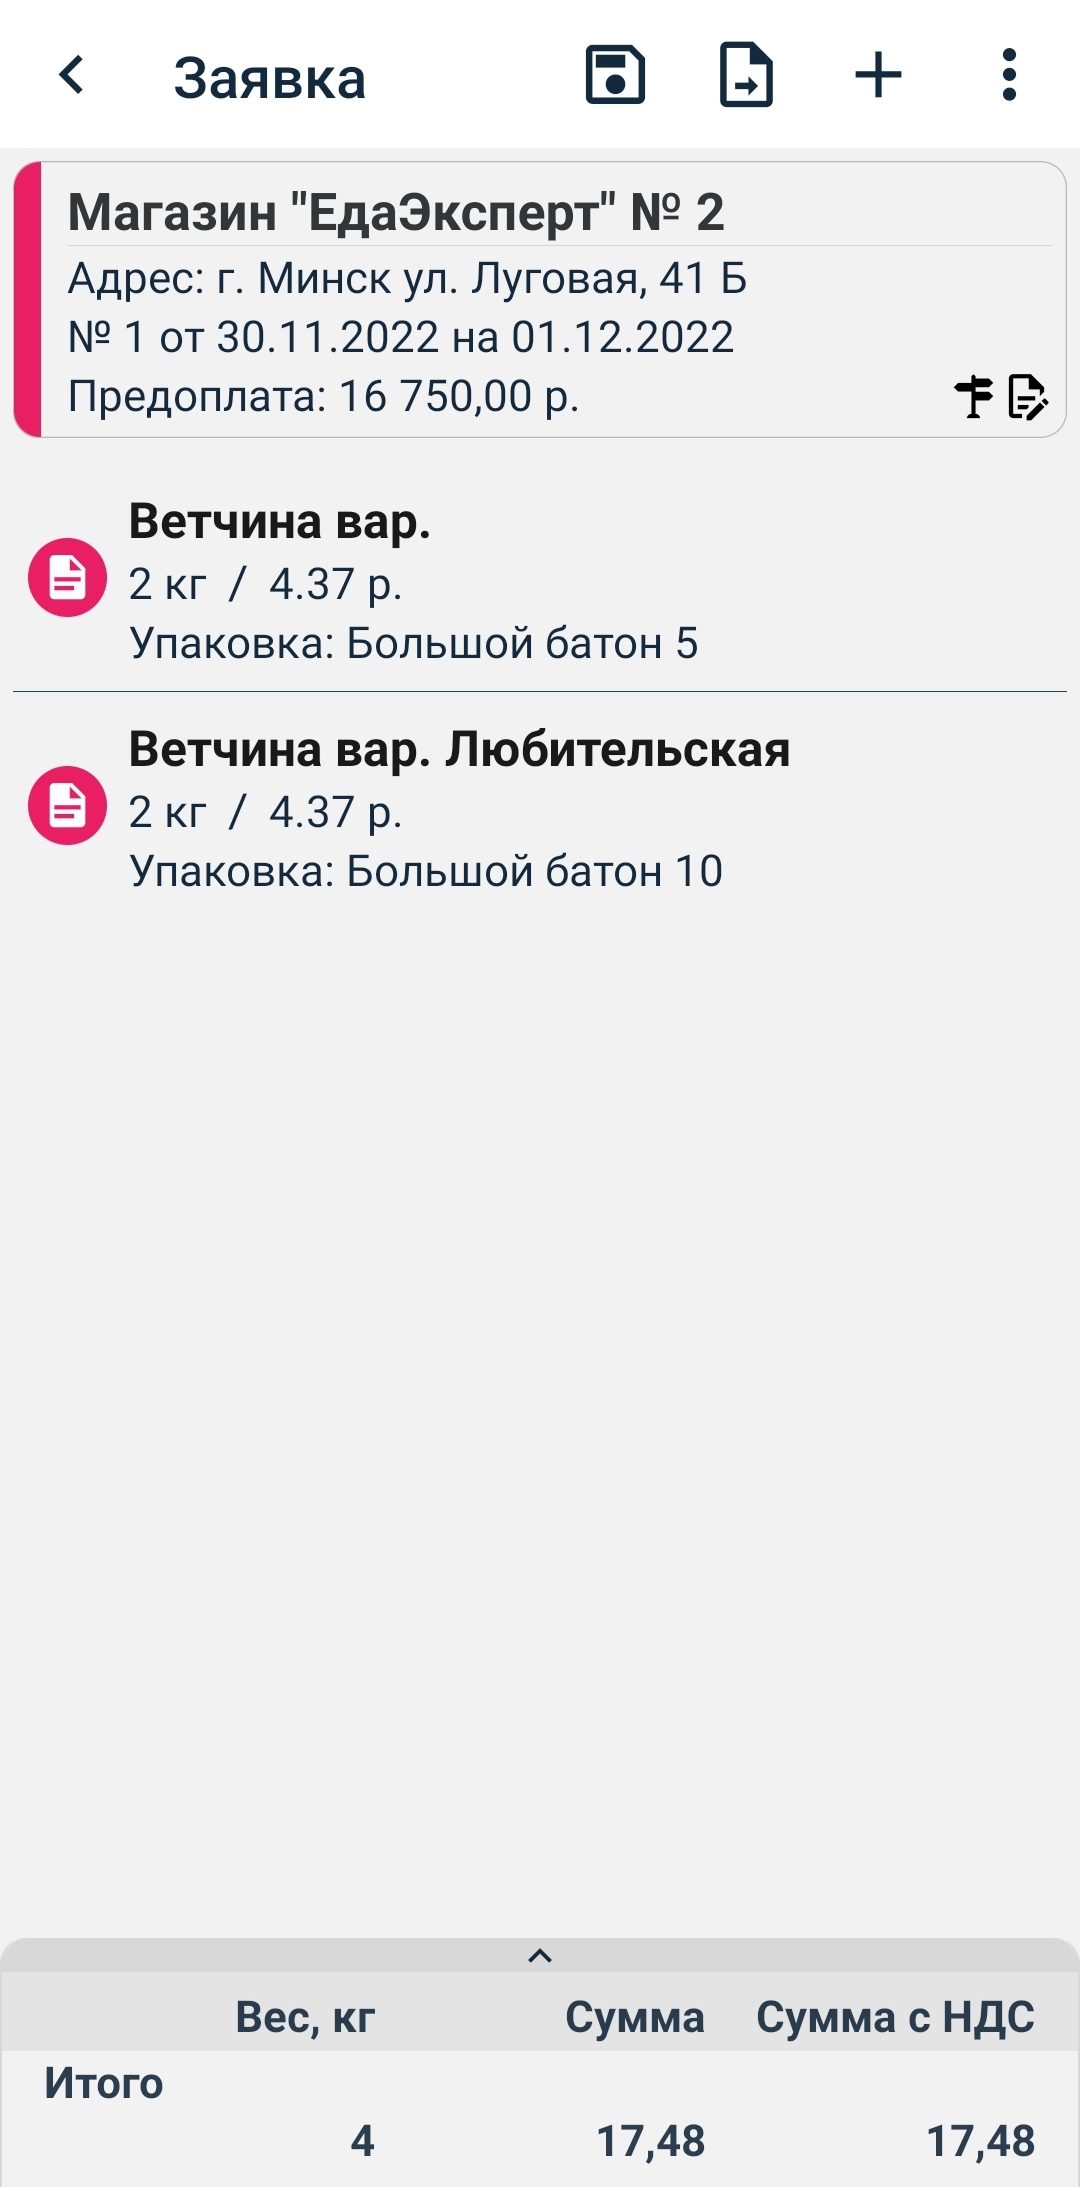 Заявка
Магазин "ЕдаЭксперт" № 2
Адрес: г. Минск ул. Луговая, 41 Б
№ 1 от 30.11.2022 на 01.12.2022
Предоплата: 16 750,00 р.
Ветчина вар.
2 кг / 4.37 р.
Упаковка: Большой батон 5
Ветчина вар. Любительская
2 кг / 4.37 р.
Упаковка: Большой батон 10
Вес, кг Сумма Сумма с НДС
Итого
4 17,48 17,48